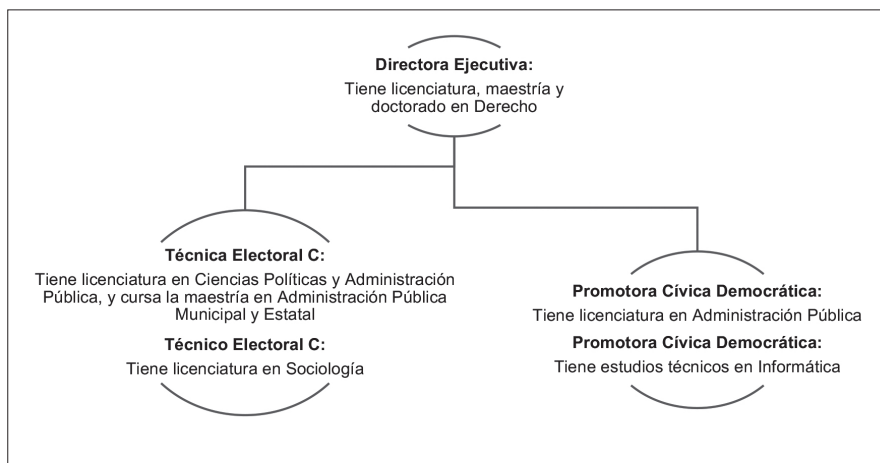 Directora Ejecutiva:
Tiene licenciatura, maestría y
doctorado en Derecho
Técnica Electoral C:
Tiene licenciatura en Ciencias Políticas y Administración
Pública, y cursa la maestría en Administración Pública
Municipal y Estatal
Técnico Electoral C:
Tiene licenciatura en Sociología
Promotora Cívica Democrática:
Tiene licenciatura en Administración Pública
Promotora Cívica Democrática:
Tiene estudios técnicos en Informática